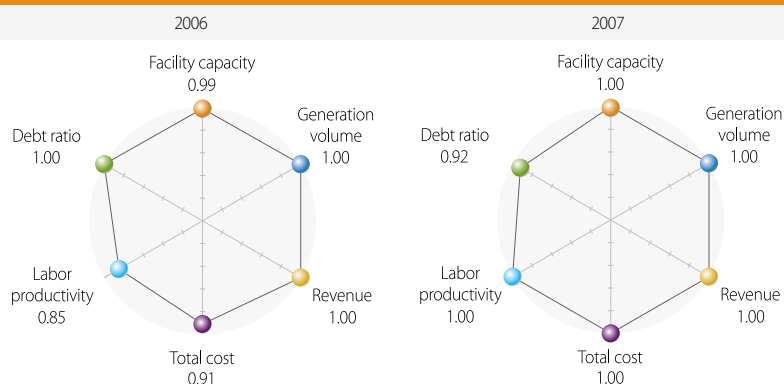 2006
Facility capacity
0.99
Generation
volume
1.00
Debt ratio
1.00
Labor
productivity
0.85
Revenue
1.00
Total cost
0.91
2007
Facility capacity
1.00
Generation
volume
1.00
Debt ratio
0.92
Labor
productivity
1.00
Revenue
1.00
Total cost
1.00